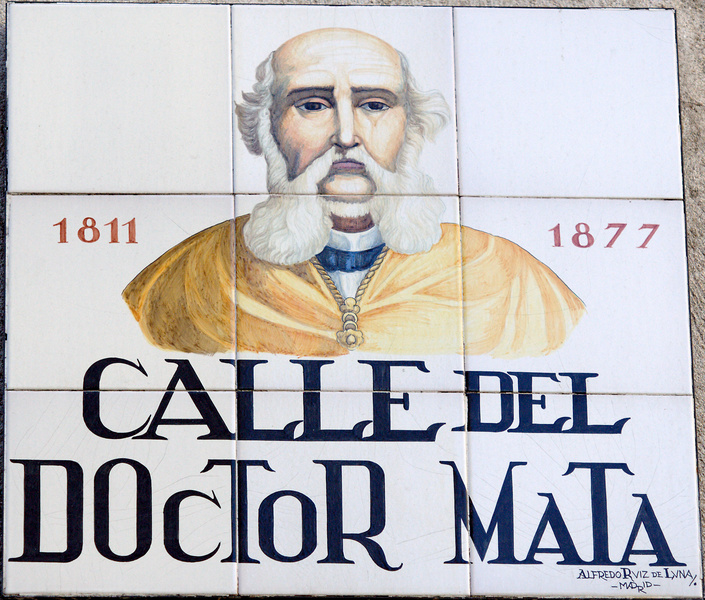 1811
1877
CALLE DEL
DOCTOR MATA
ALFREDO RUIZ DE LUNA
-MADRID-